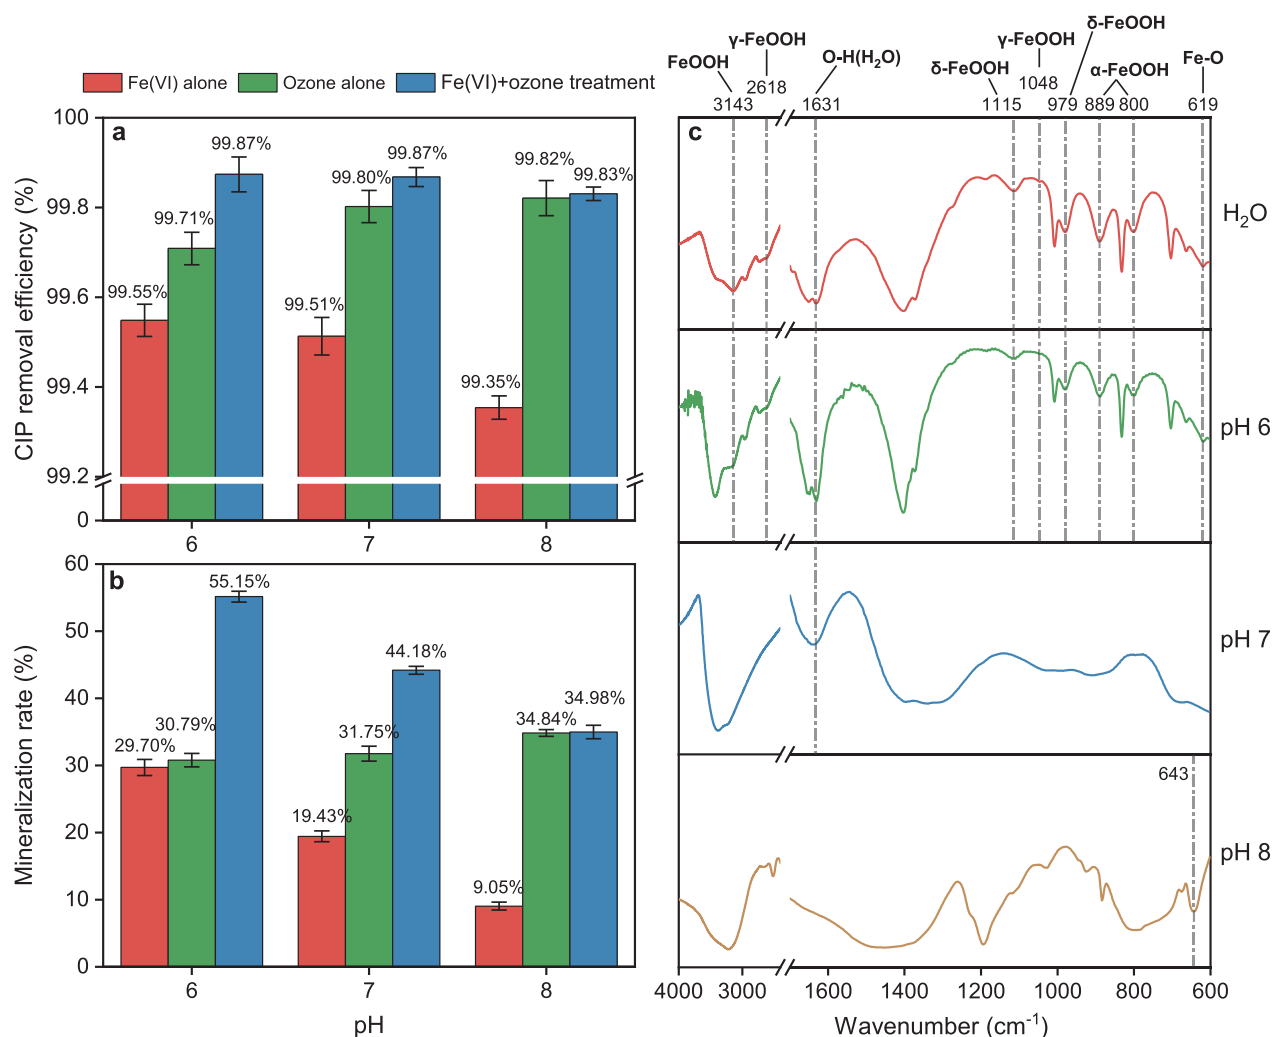 Fe(VI) alone
Ozone alone
Fe(VI)+ozone treatment
a
CIP removal efficiency (%)
100
99.8
99.6
99.4
99.2
0
99.55%
99.71%
99.87%
99.51%
99.80%
99.87%
99.35%
99.82%
99.83%
6
7
8
b
Mineralization rate (%)
60
50
40
30
20
10
0
29.70%
30.79%
55.15%
19.43%
31.75%
44.18%
9.05%
34.84%
34.98%
6
7
8
pH
c
FeOOH
3143
γ-FeOOH
2618
O-H(H₂O)
1631
δ-FeOOH
1115
γ-FeOOH
1048
δ-FeOOH
979
α-FeOOH
889
800
Fe-O
619
H₂O
pH 6
pH 7
pH 8
643
4000
3000
1600
1400
1200
1000
800
600
Wavenumber (cm⁻¹)